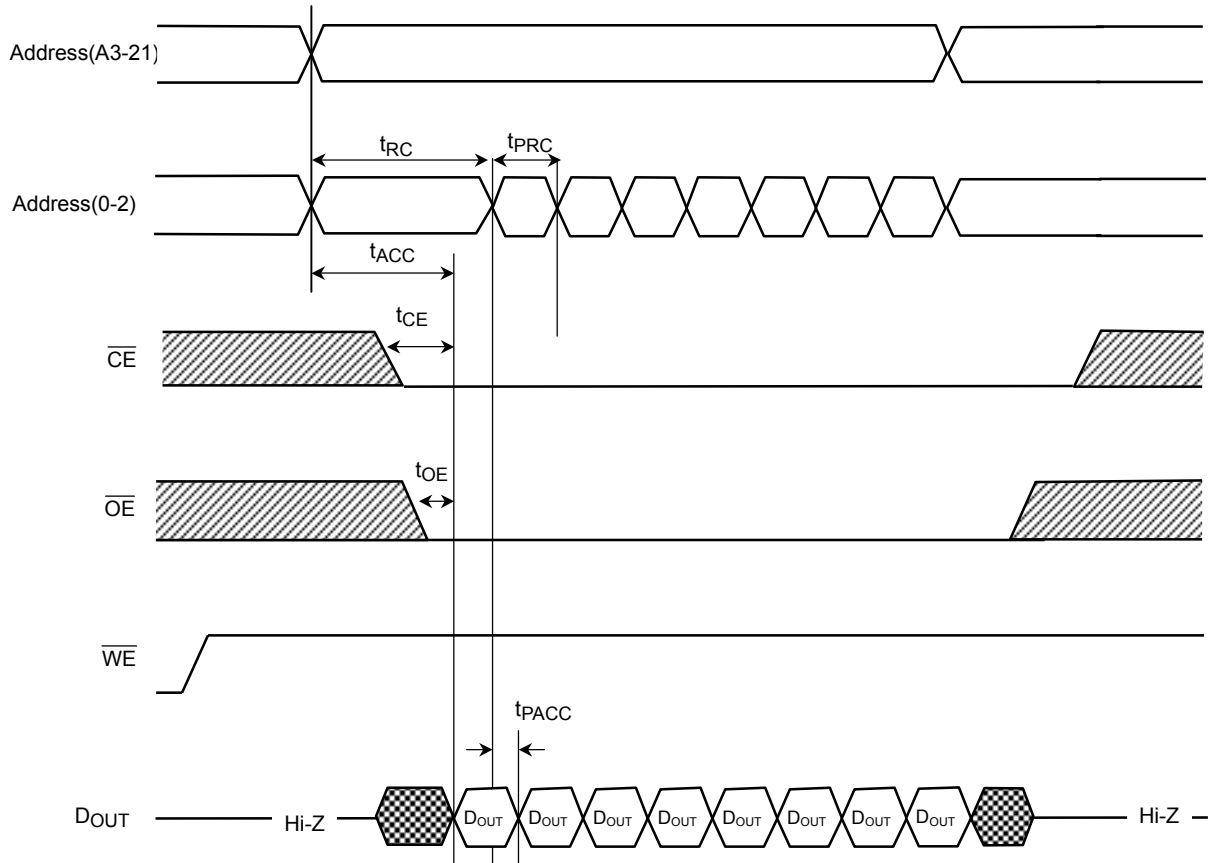 Address(A3-21)
tRC
tPRC
Address(0-2)
tACC
tCE
CE
tOE
OE
WE
tPACC
DOUT
Hi-Z
DOUT DOUT DOUT DOUT DOUT DOUT DOUT DOUT
Hi-Z